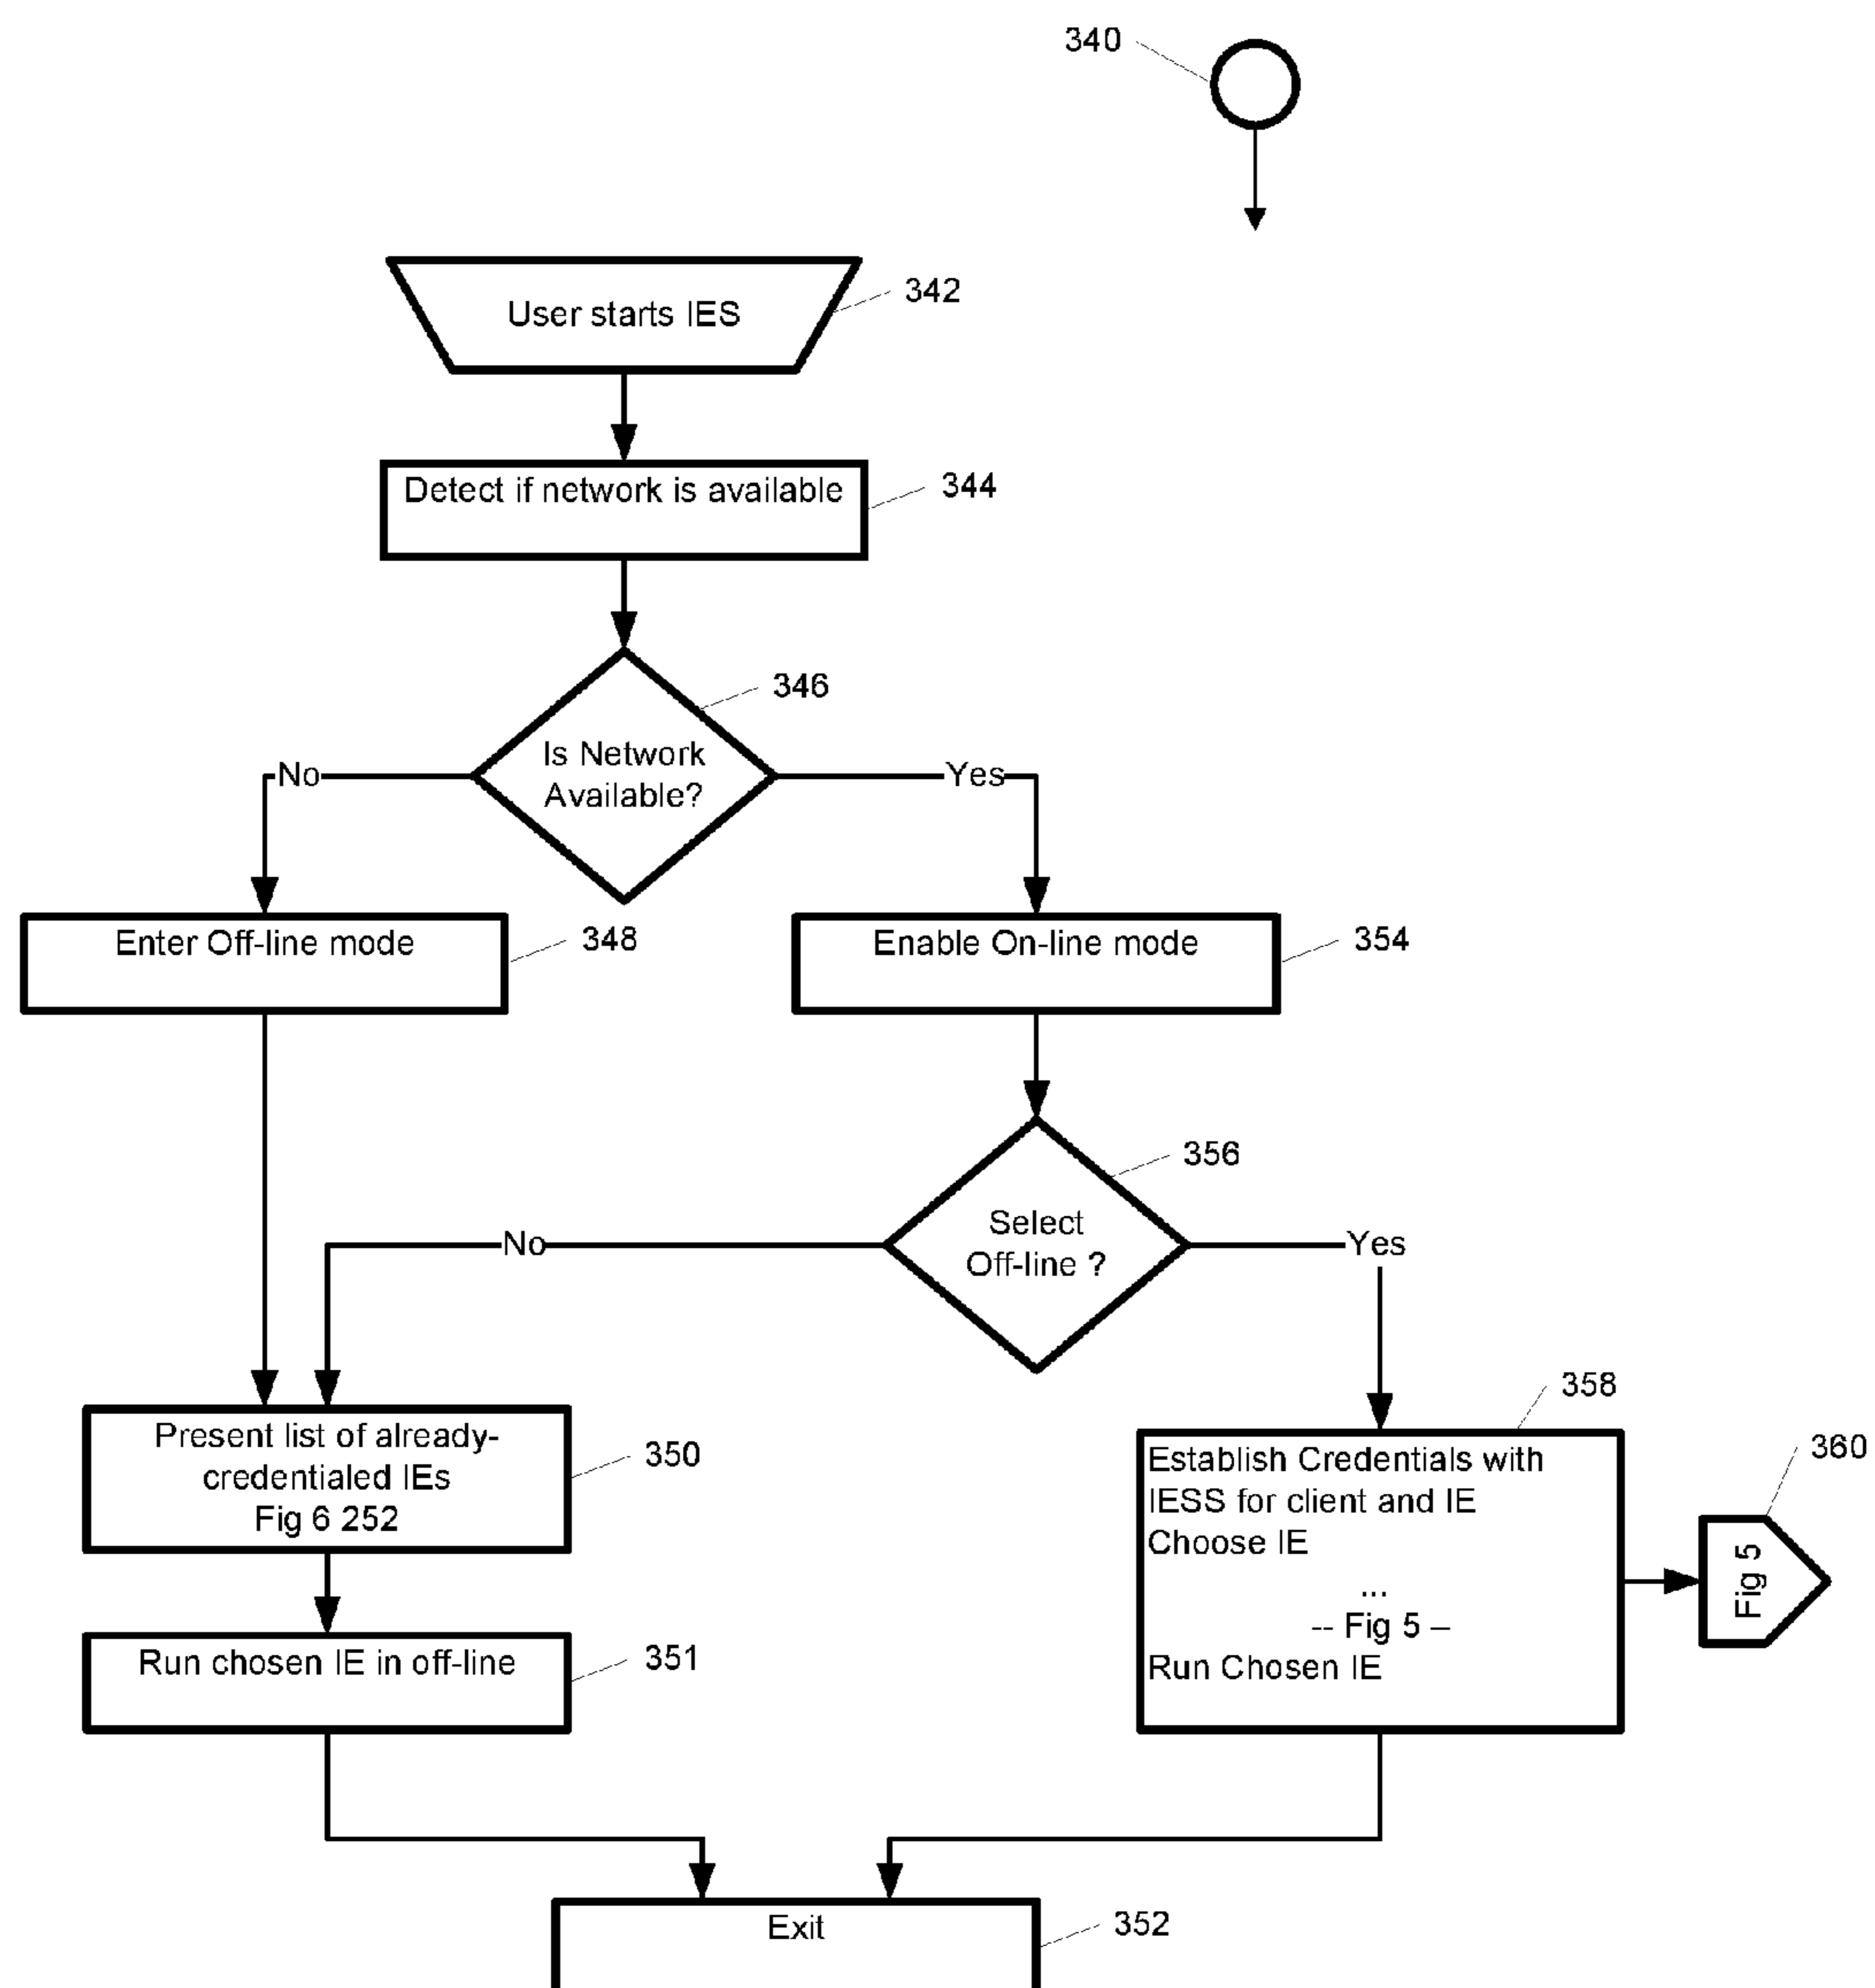 340
User starts IES
342
Detect if network is available
344
346
Is Network
Available?
No
Yes
Enter Off-line mode
348
Enable On-line mode
354
356
Select
Off-line ?
No
Yes
358
Present list of already-
credentialed IEs
Fig 6 252
350
Establish Credentials with
IESS for client and IE
Choose IE
...
-- Fig 5 –
Run Chosen IE
360
Fig 5
Run chosen IE in off-line
351
Exit
352